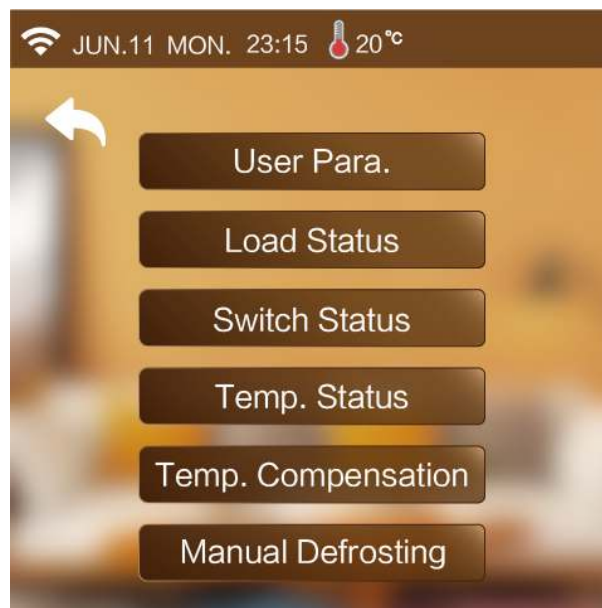 JUN.11 MON. 23:15 20℃
User Para.
Load Status
Switch Status
Temp. Status
Temp. Compensation
Manual Defrosting